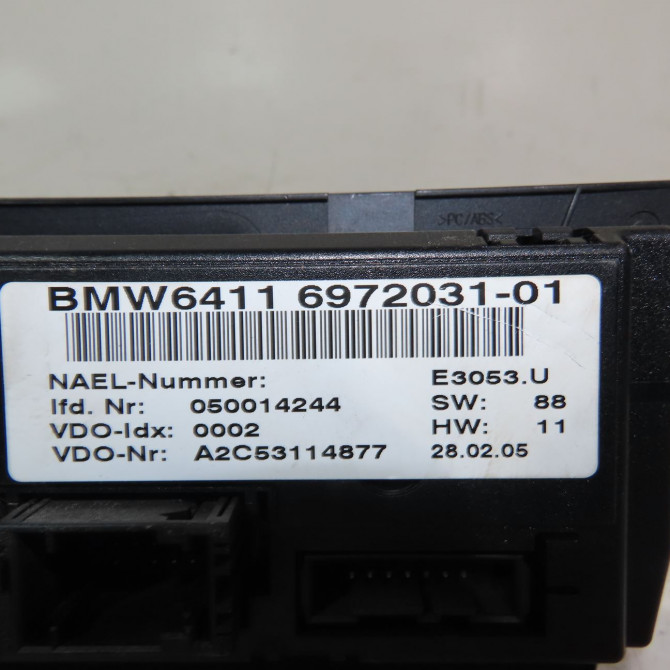 >PC/ABS<
BMW6411 6972031-01
NAEL-Nummer: E3053.U
lfd. Nr: 050014244 SW: 88
VDO-Idx: 0002 HW: 11
VDO-Nr: A2C53114877 28.02.05